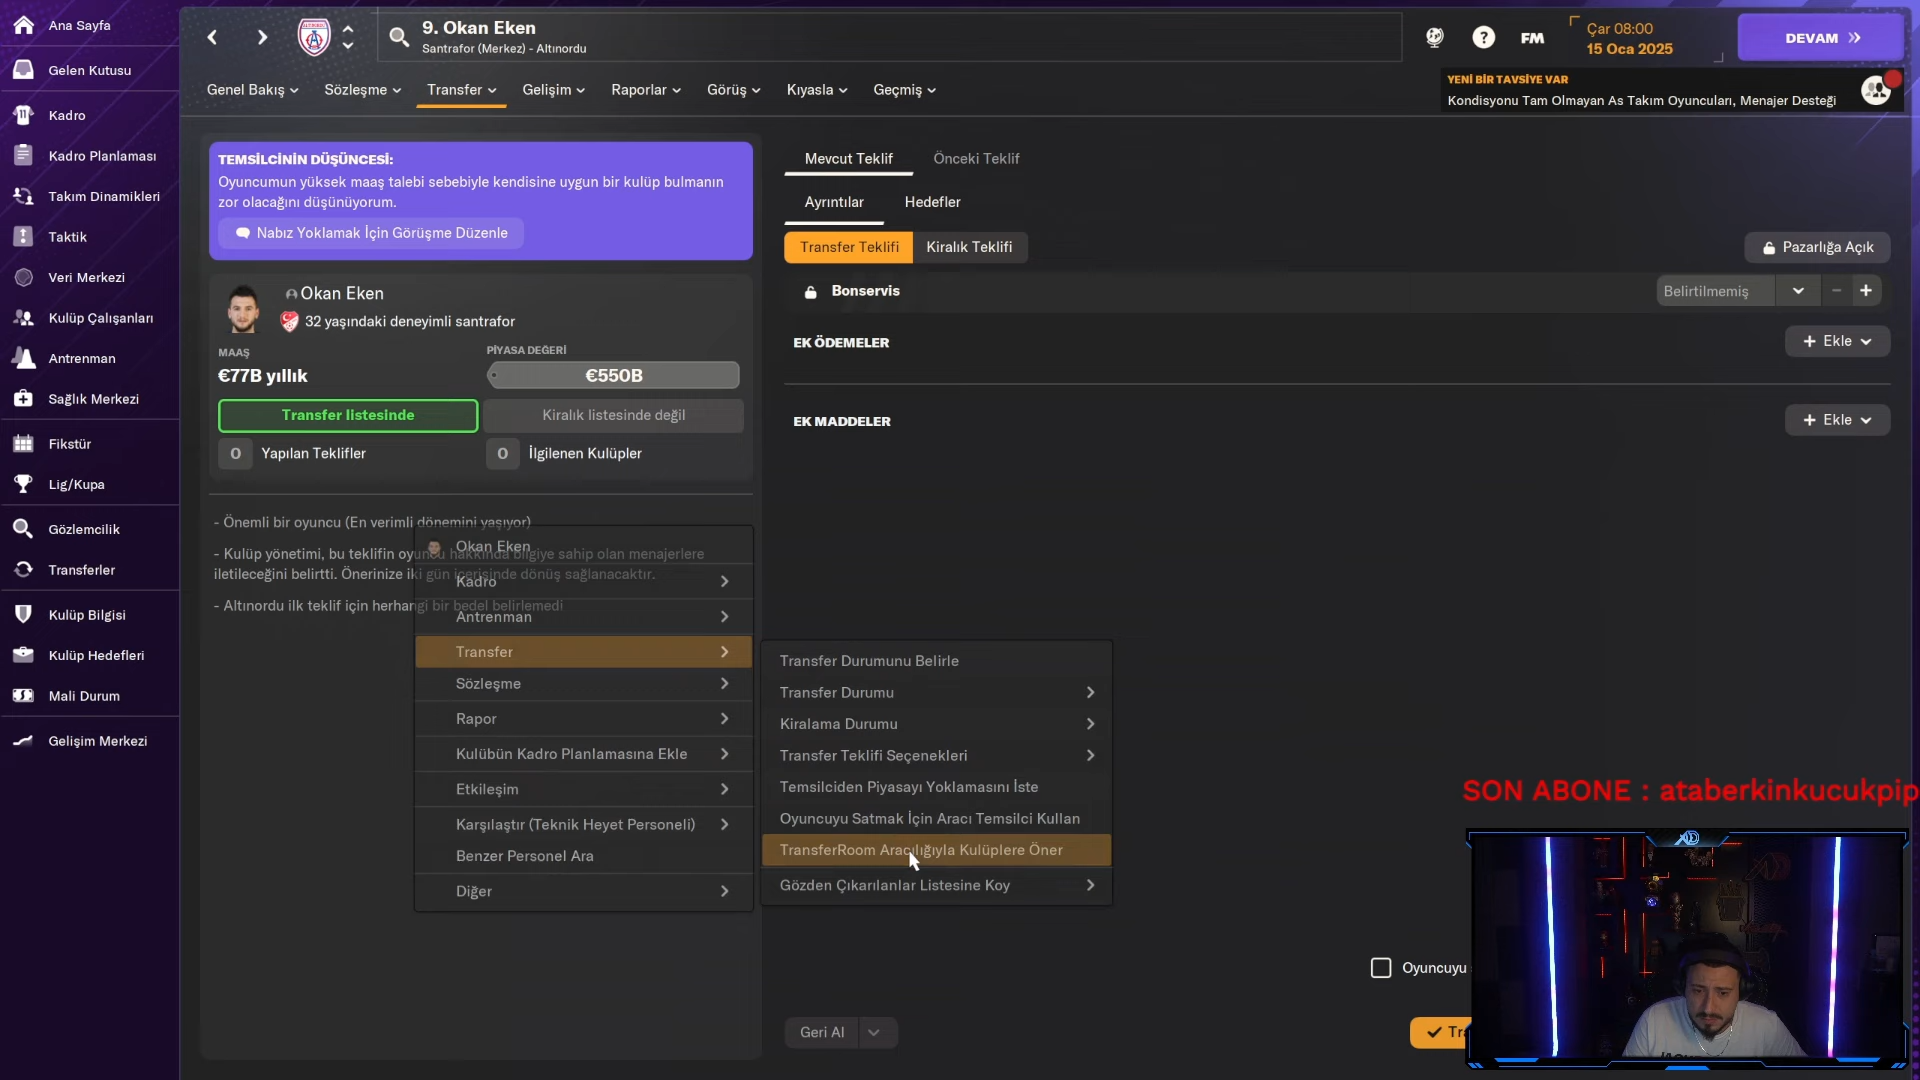 Ana Sayfa
Gelen Kutusu
Kadro
Kadro Planlaması
Takım Dinamikleri
Taktik
Veri Merkezi
Kulüp Çalışanları
Antrenman
Sağlık Merkezi
Fikstür
Lig/Kupa
Gözlemcilik
Transferler
Kulüp Bilgisi
Kulüp Hedefleri
Mali Durum
Gelişim Merkezi
9. Okan Eken
Santrafor (Merkez) - Altınordu
FM
Çar 08:00
15 Oca 2025
DEVAM
Genel Bakış
Sözleşme
Transfer
Gelişim
Raporlar
Görüş
Kıyasla
Geçmiş
YENİ BİR TAVSİYE VAR
Kondisyonu Tam Olmayan As Takım Oyuncuları, Menajer Desteği
TEMSİLCİNİN DÜŞÜNCESİ:
Oyuncumun yüksek maaş talebi sebebiyle kendisine uygun bir kulüp bulmanın
zor olacağını düşünüyorum.
Nabız Yoklamak İçin Görüşme Düzenle
Okan Eken
32 yaşındaki deneyimli santrafor
MAAŞ
€77B yıllık
PİYASA DEĞERİ
€550B
Transfer listesinde
Kiralık listesinde değil
0 Yapılan Teklifler
0 İlgilenen Kulüpler
- Önemli bir oyuncu (En verimli dönemini yaşıyor)
- Kulüp yönetimi, bu teklifin oyuncu hakkında bilgiye sahip olan menajerlere
iletileceğini belirtti. Önerinize iki gün içerisinde dönüş sağlanacaktır.
- Altınordu ilk teklif için herhangi bir bedel belirlemedi
Okan Eken
Kadro
Antrenman
Transfer
Sözleşme
Rapor
Kulübün Kadro Planlamasına Ekle
Etkileşim
Karşılaştır (Teknik Heyet Personeli)
Benzer Personel Ara
Diğer
Transfer Durumunu Belirle
Transfer Durumu
Kiralama Durumu
Transfer Teklifi Seçenekleri
Temsilciden Piyasayı Yoklamasını İste
Oyuncuyu Satmak İçin Aracı Temsilci Kullan
TransferRoom Aracılığıyla Kulüplere Öner
Gözden Çıkarılanlar Listesine Koy
Mevcut Teklif
Önceki Teklif
Ayrıntılar
Hedefler
Transfer Teklifi
Kiralık Teklifi
Pazarlığa Açık
Bonservis
Belirtilmemiş
EK ÖDEMELER
Ekle
EK MADDELER
Ekle
SON ABONE : ataberkinkucukpip
Oyuncuyu
Geri Al